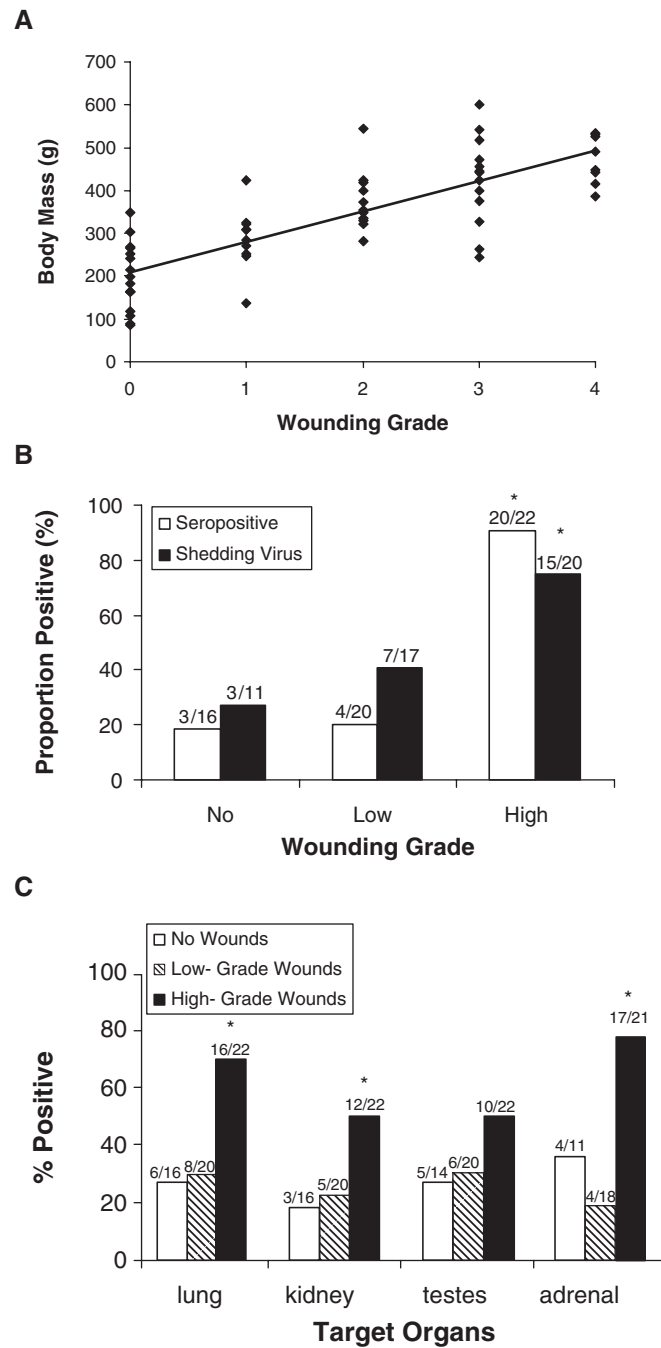 A
700
600
500
400
300
200
100
0
Body Mass (g)
0 1 2 3 4
Wounding Grade
B
100
80
60
40
20
0
Proportion Positive (%)
Seropositive
Shedding Virus
3/16 3/11
4/20 7/17
* *
20/22 15/20
No Low High
Wounding Grade
C
No Wounds
Low- Grade Wounds
High- Grade Wounds
100
80
60
40
20
0
% Positive
6/16 8/20 16/22 *
3/16 5/20 12/22 *
5/14 6/20 10/22
4/11 4/18 17/21 *
lung kidney testes adrenal
Target Organs